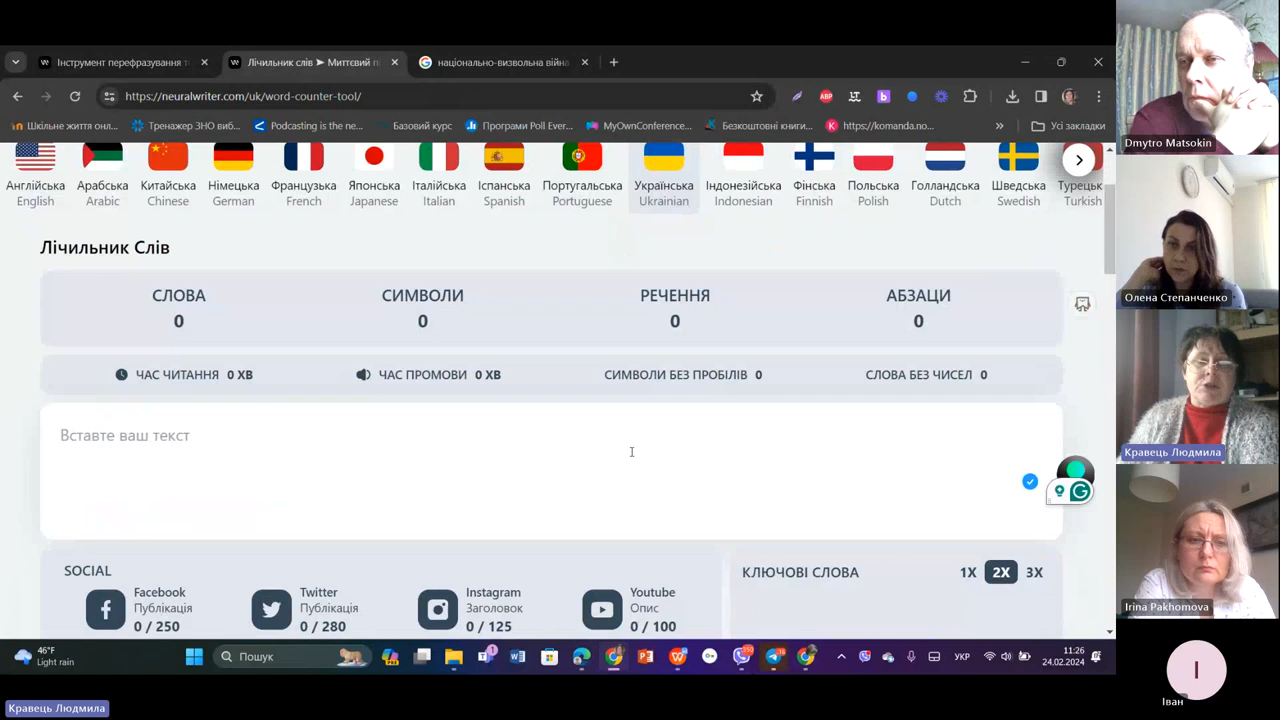 Інструмент перефразування т
Лічильник слів ➤ Миттєвий п
національно-визвольна війна
https://neuralwriter.com/uk/word-counter-tool/
Шкільне життя онл...
Тренажер ЗНО виб...
Podcasting is the ne...
Базовий курс
Програми Poll Ever...
MyOwnConference...
Безкоштовні книги...
https://komanda.no...
Усі закладки
Англійська Арабська Китайська Німецька Французька Японська Італійська Іспанська Португальська Українська Індонезійська Фінська Польська Голландська Шведська Турецьк
English Arabic Chinese German French Japanese Italian Spanish Portuguese Ukrainian Indonesian Finnish Polish Dutch Swedish Turkish
Лічильник Слів
СЛОВА СИМВОЛИ РЕЧЕННЯ АБЗАЦИ
0 0 0 0
ЧАС ЧИТАННЯ 0 ХВ ЧАС ПРОМОВИ 0 ХВ СИМВОЛИ БЕЗ ПРОБІЛІВ 0 СЛОВА БЕЗ ЧИСЕЛ 0
Вставте ваш текст
SOCIAL
Facebook Twitter Instagram Youtube
Публікація Публікація Заголовок Опис
0 / 250 0 / 280 0 / 125 0 / 100
КЛЮЧОВІ СЛОВА 1X 2X 3X
46°F
Light rain
Пошук
УКР
11:26
24.02.2024
Dmytro Matsokin
Олена Степанченко
Кравець Людмила
Irina Pakhomova
І
Іван
Кравець Людмила